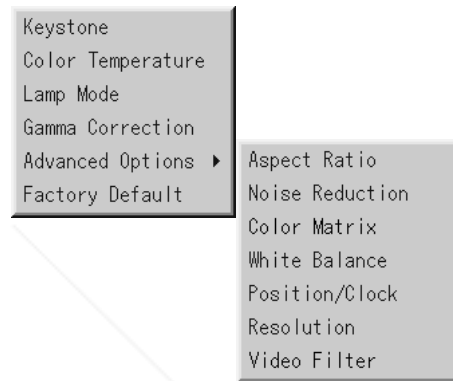 Keystone
Color Temperature
Lamp Mode
Gamma Correction
Advanced Options ▶
Factory Default
Aspect Ratio
Noise Reduction
Color Matrix
White Balance
Position/Clock
Resolution
Video Filter